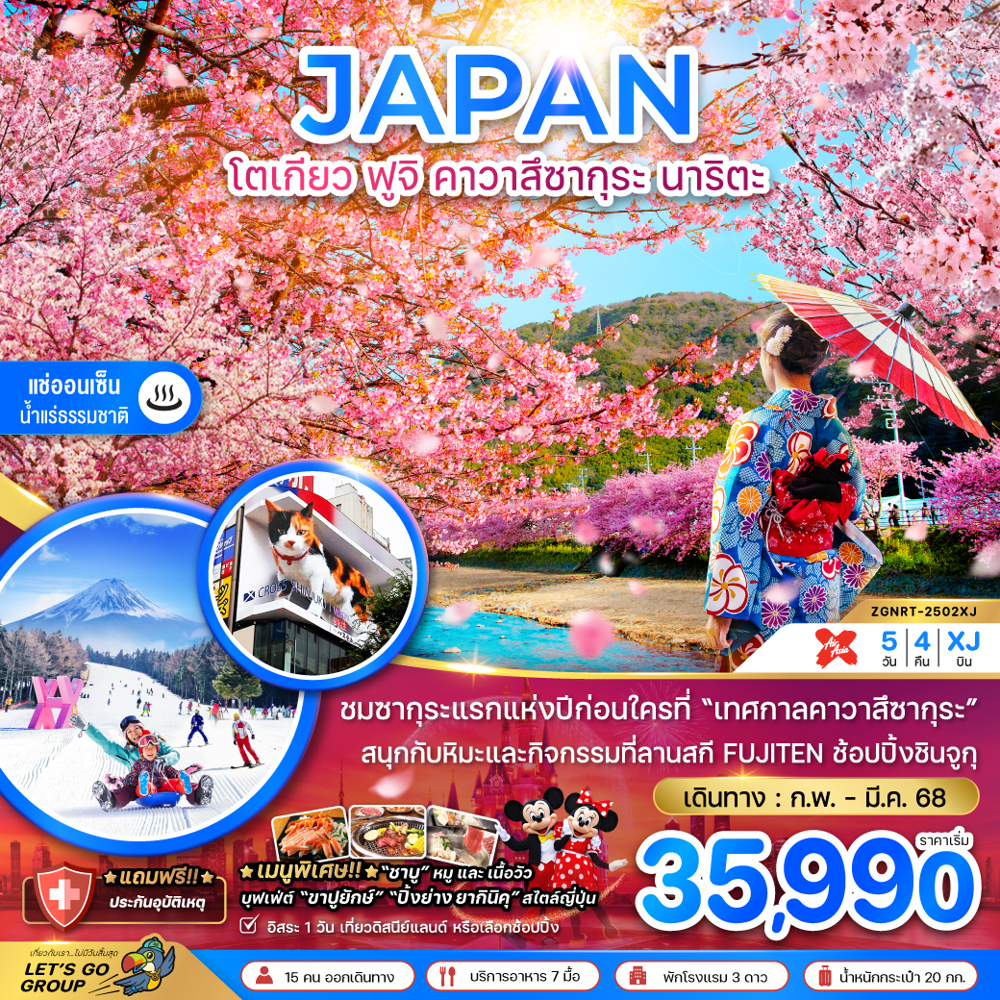 JAPAN
โตเกียว ฟูจิ คาวาสึซากุระ นาริตะ
แช่ออนเซ็น
น้ำแร่ธรรมชาติ
CROSS SHINJUKU
ZGNRT-2502XJ
Air Asia X
5 วัน | 4 คืน | XJ บิน
ชมซากุระแรกแห่งปีก่อนใครที่ “เทศกาลคาวาสึซากุระ”
สนุกกับหิมะและกิจกรรมที่ลานสกี FUJITEN ช้อปปิ้งชินจูกุ
เดินทาง : ก.พ. - มี.ค. 68
ราคาเริ่ม
35,990
แถมฟรี!!
ประกันอุบัติเหตุ
เมนูพิเศษ!! “ชาบู” หมู และ เนื้อวัว
บุฟเฟ่ต์ “ขาปูยักษ์” “ปิ้งย่าง ยากินิคุ” สไตล์ญี่ปุ่น
อิสระ 1 วัน เที่ยวดิสนีย์แลนด์ หรือเลือกช้อปปิ้ง
เที่ยวกับเรา...ไม่มีวันสิ้นสุด
LET'S GO
GROUP
15 คน ออกเดินทาง
บริการอาหาร 7 มื้อ
พักโรงแรม 3 ดาว
น้ำหนักกระเป๋า 20 กก.